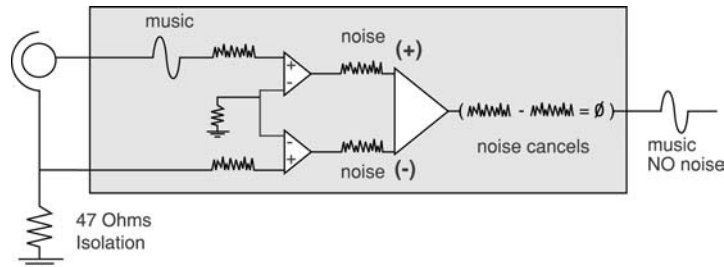 music
noise (+)
+
-
( - = Ø )
-
+
noise (-)
noise cancels
music
NO noise
47 Ohms
Isolation